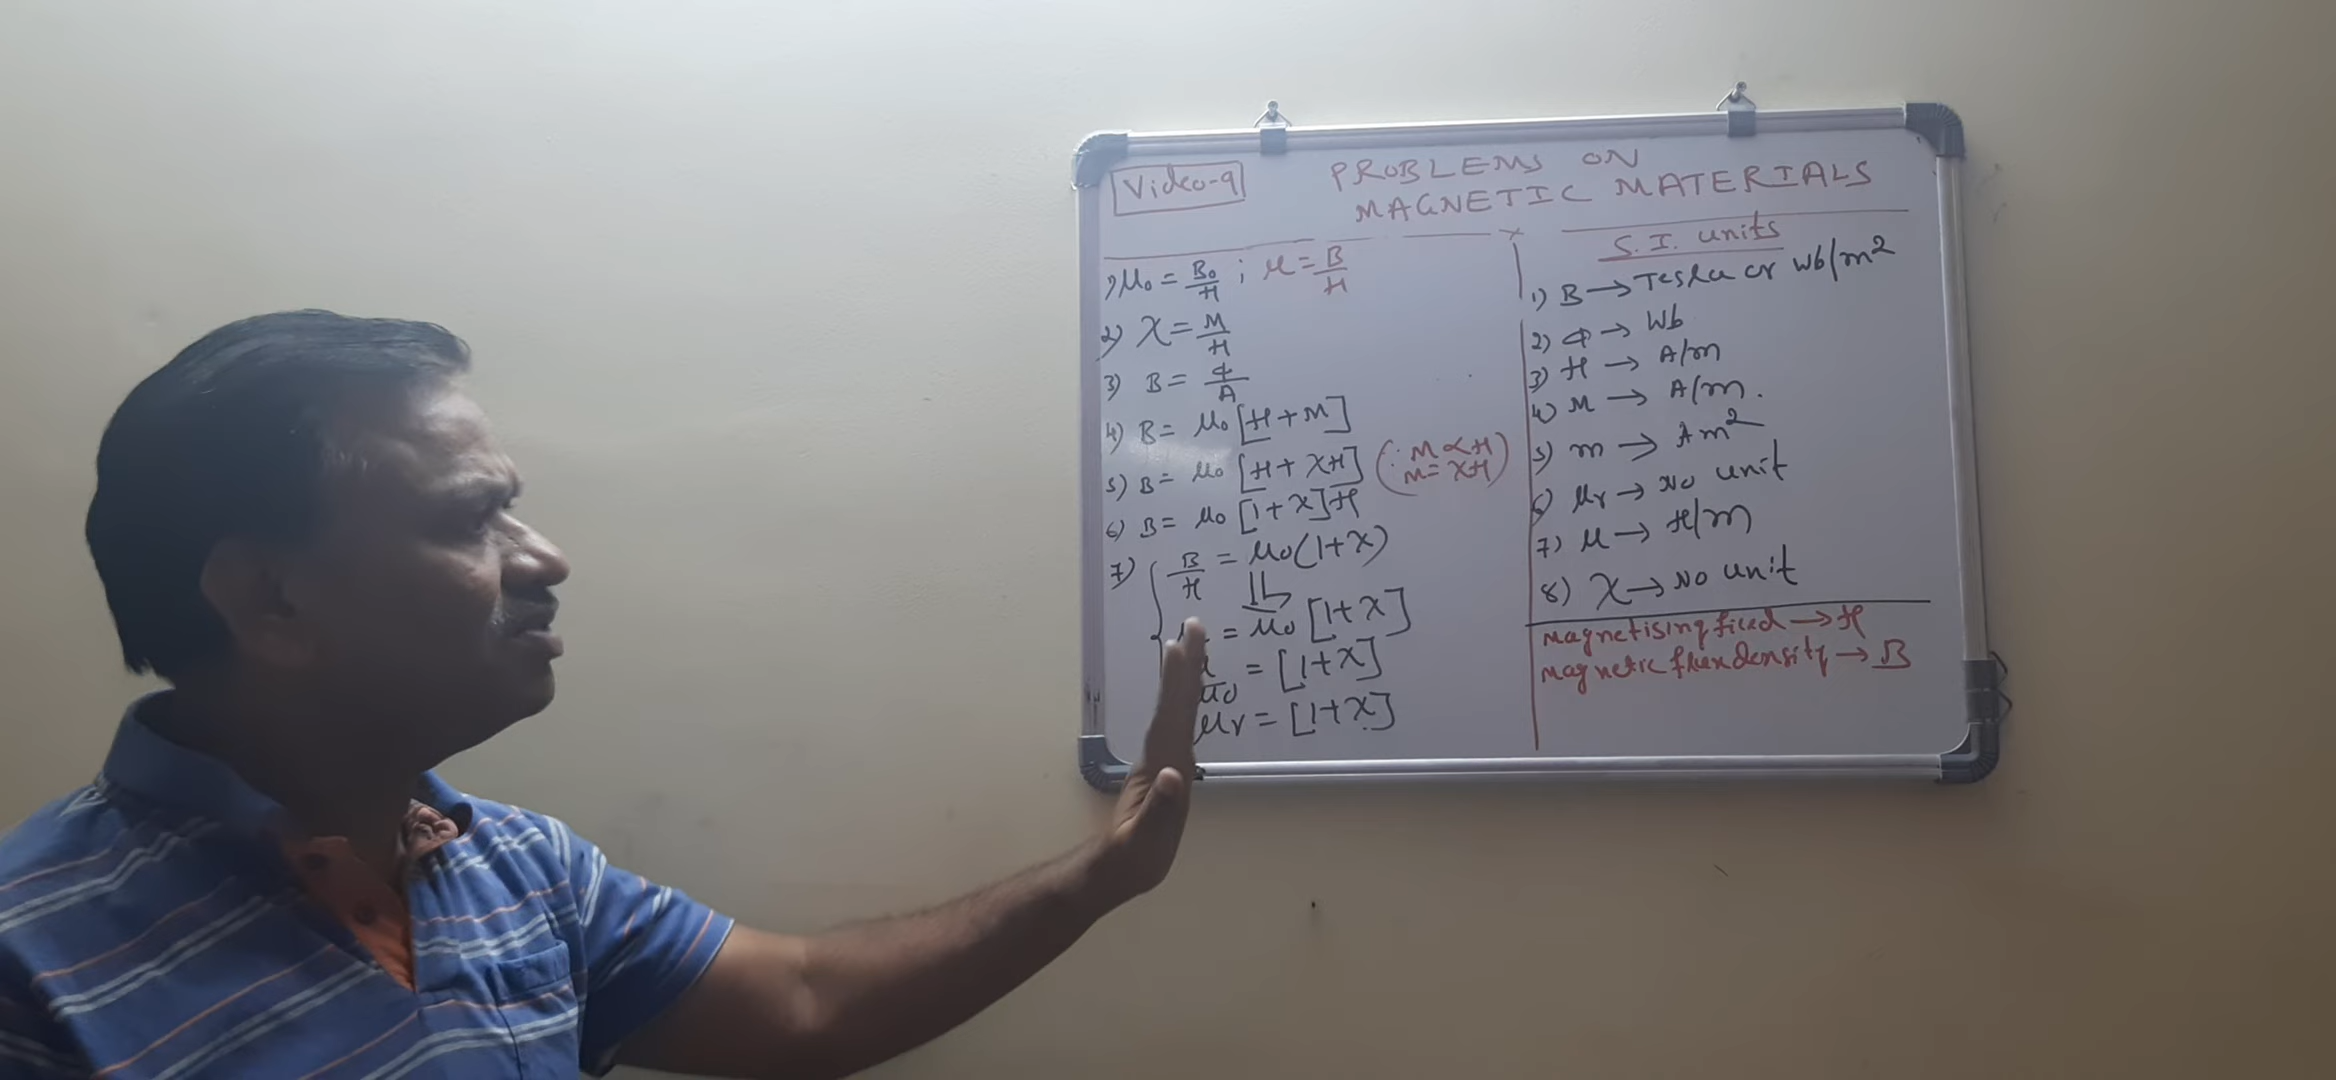 Video-9
PROBLEMS ON
MAGNETIC MATERIALS
1) μ₀ = B₀/H ; μ = B/H
2) χ = M/H
3) B = Φ/A
4) B = μ₀ [H + M]
5) B = μ₀ [H + χH] (∵ M ∝ H
M = χH)
6) B = μ₀ [1 + χ] H
7) B/H = μ₀ (1 + χ)
= μ₀ [1 + χ]
μ₀ = [1 + χ]
μr = [1 + χ]
S.I. units
1) B → Tesla or Wb/m²
2) Φ → Wb
3) H → A/m
4) M → A/m.
5) m → Am²
6) μr → No unit
7) μ → H/m
8) χ → No unit
magnetising field → H
magnetic flux density → B